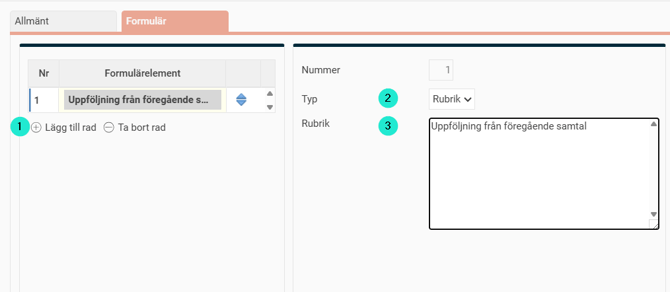 Allmänt Formulär
Nr Formulärelement
1 Uppföljning från föregående s...
1 Lägg till rad Ta bort rad
Nummer 1
Typ 2 Rubrik
Rubrik 3 Uppföljning från föregående samtal